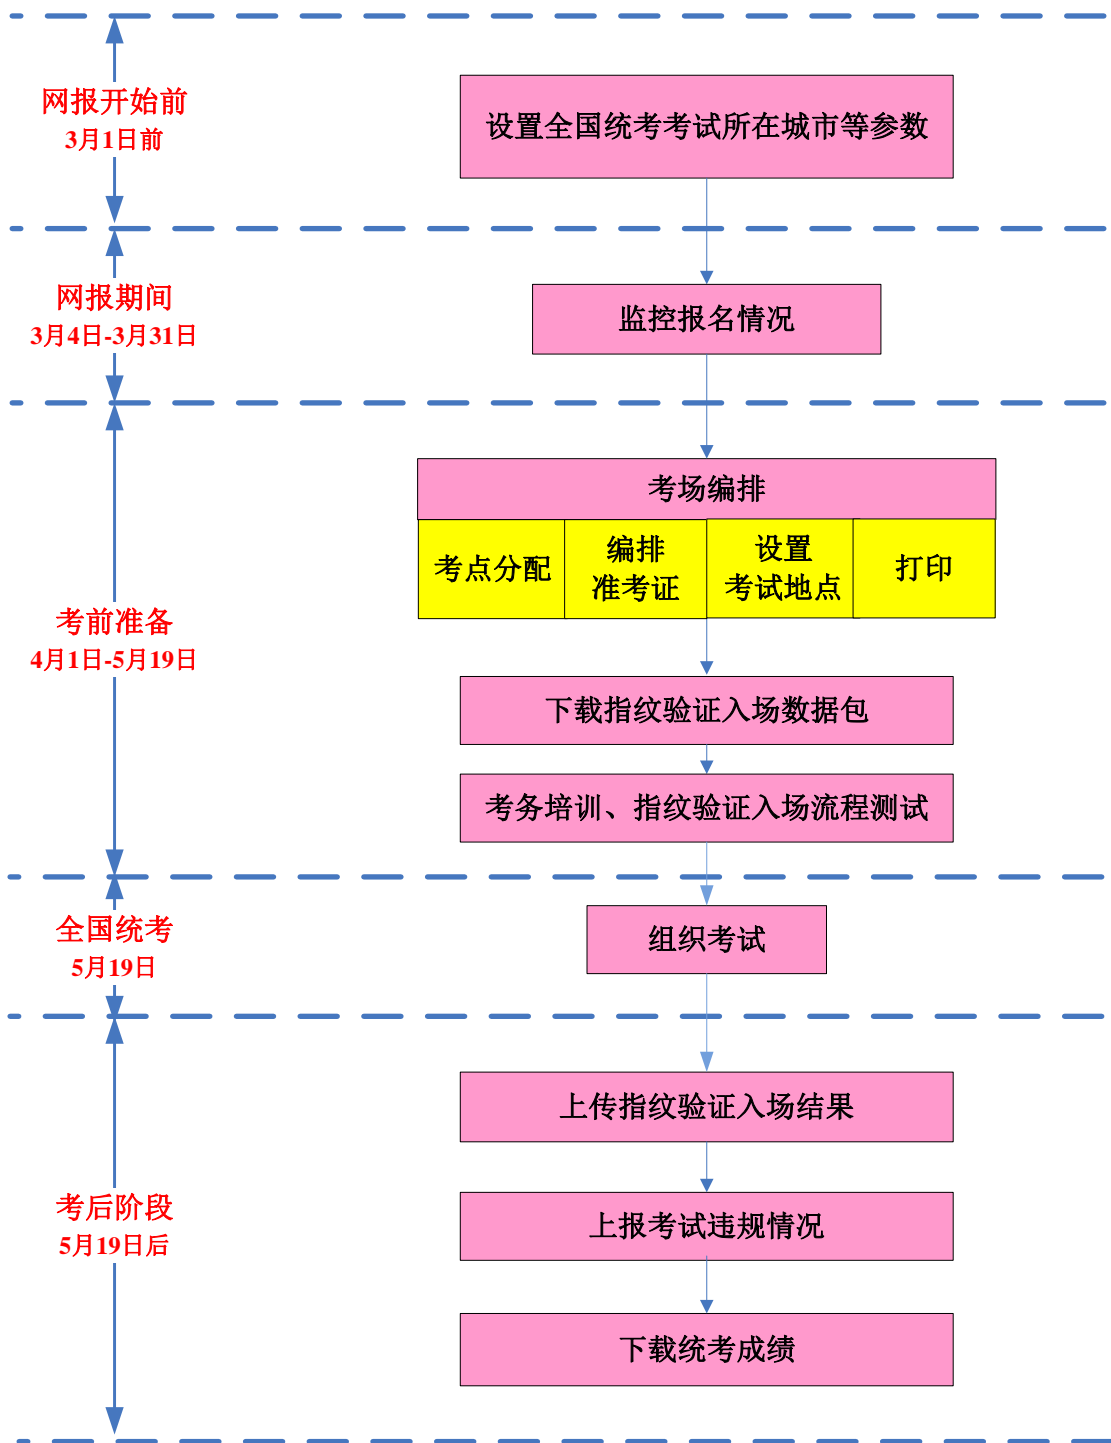 网报开始前
3月1日前
设置全国统考考试所在城市等参数
网报期间
3月4日-3月31日
监控报名情况
考场编排
考点分配
编排
准考证
设置
考试地点
打印
考前准备
4月1日-5月19日
下载指纹验证入场数据包
考务培训、指纹验证入场流程测试
全国统考
5月19日
组织考试
上传指纹验证入场结果
考后阶段
5月19日后
上报考试违规情况
下载统考成绩